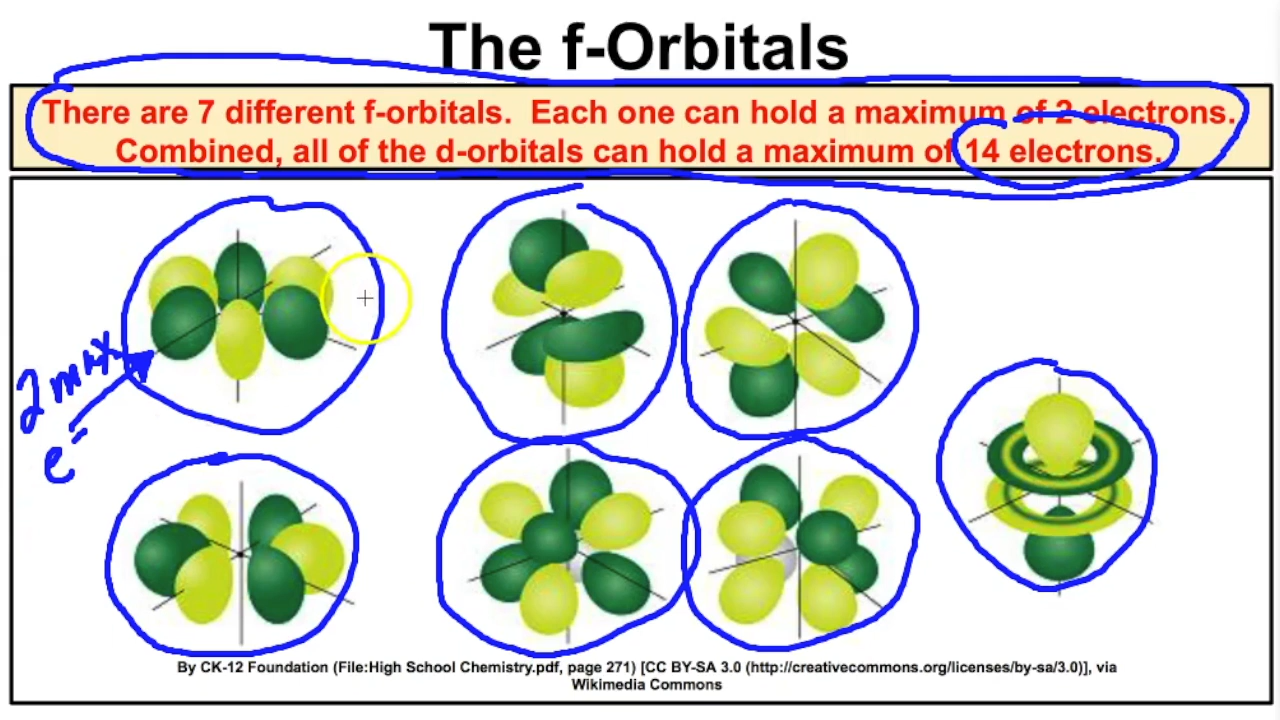 The f-Orbitals
There are 7 different f-orbitals. Each one can hold a maximum of 2 electrons.
Combined, all of the d-orbitals can hold a maximum of 14 electrons.
2 max
e⁻
By CK-12 Foundation (File:High School Chemistry.pdf, page 271) [CC BY-SA 3.0 (http://creativecommons.org/licenses/by-sa/3.0)], via
Wikimedia Commons